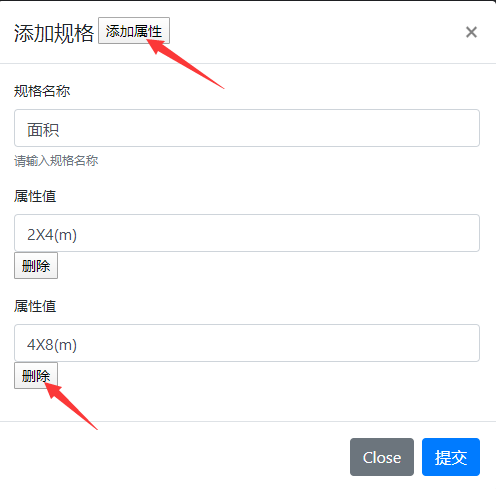 添加规格 添加属性 ×
规格名称
面积
请输入规格名称
属性值
2X4(m)
删除
属性值
4X8(m)
删除
Close 提交